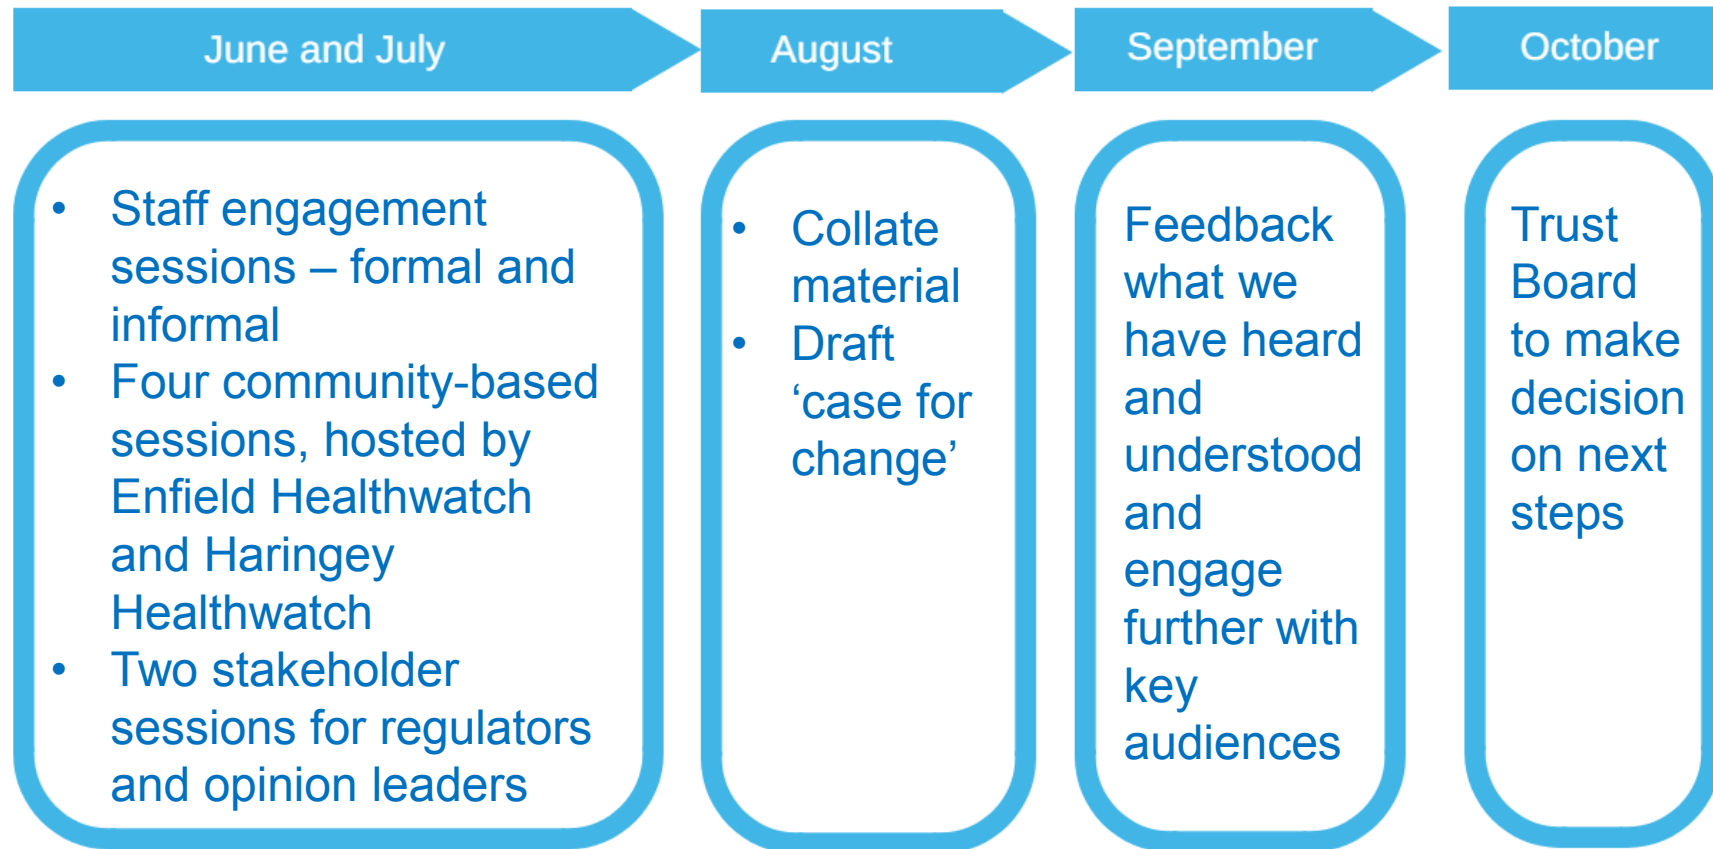 June and July
August
September
October
• Staff engagement
sessions – formal and
informal
• Four community-based
sessions, hosted by
Enfield Healthwatch
and Haringey
Healthwatch
• Two stakeholder
sessions for regulators
and opinion leaders
• Collate
material
• Draft
‘case for
change’
Feedback
what we
have heard
and
understood
and
engage
further with
key
audiences
Trust
Board
to make
decision
on next
steps